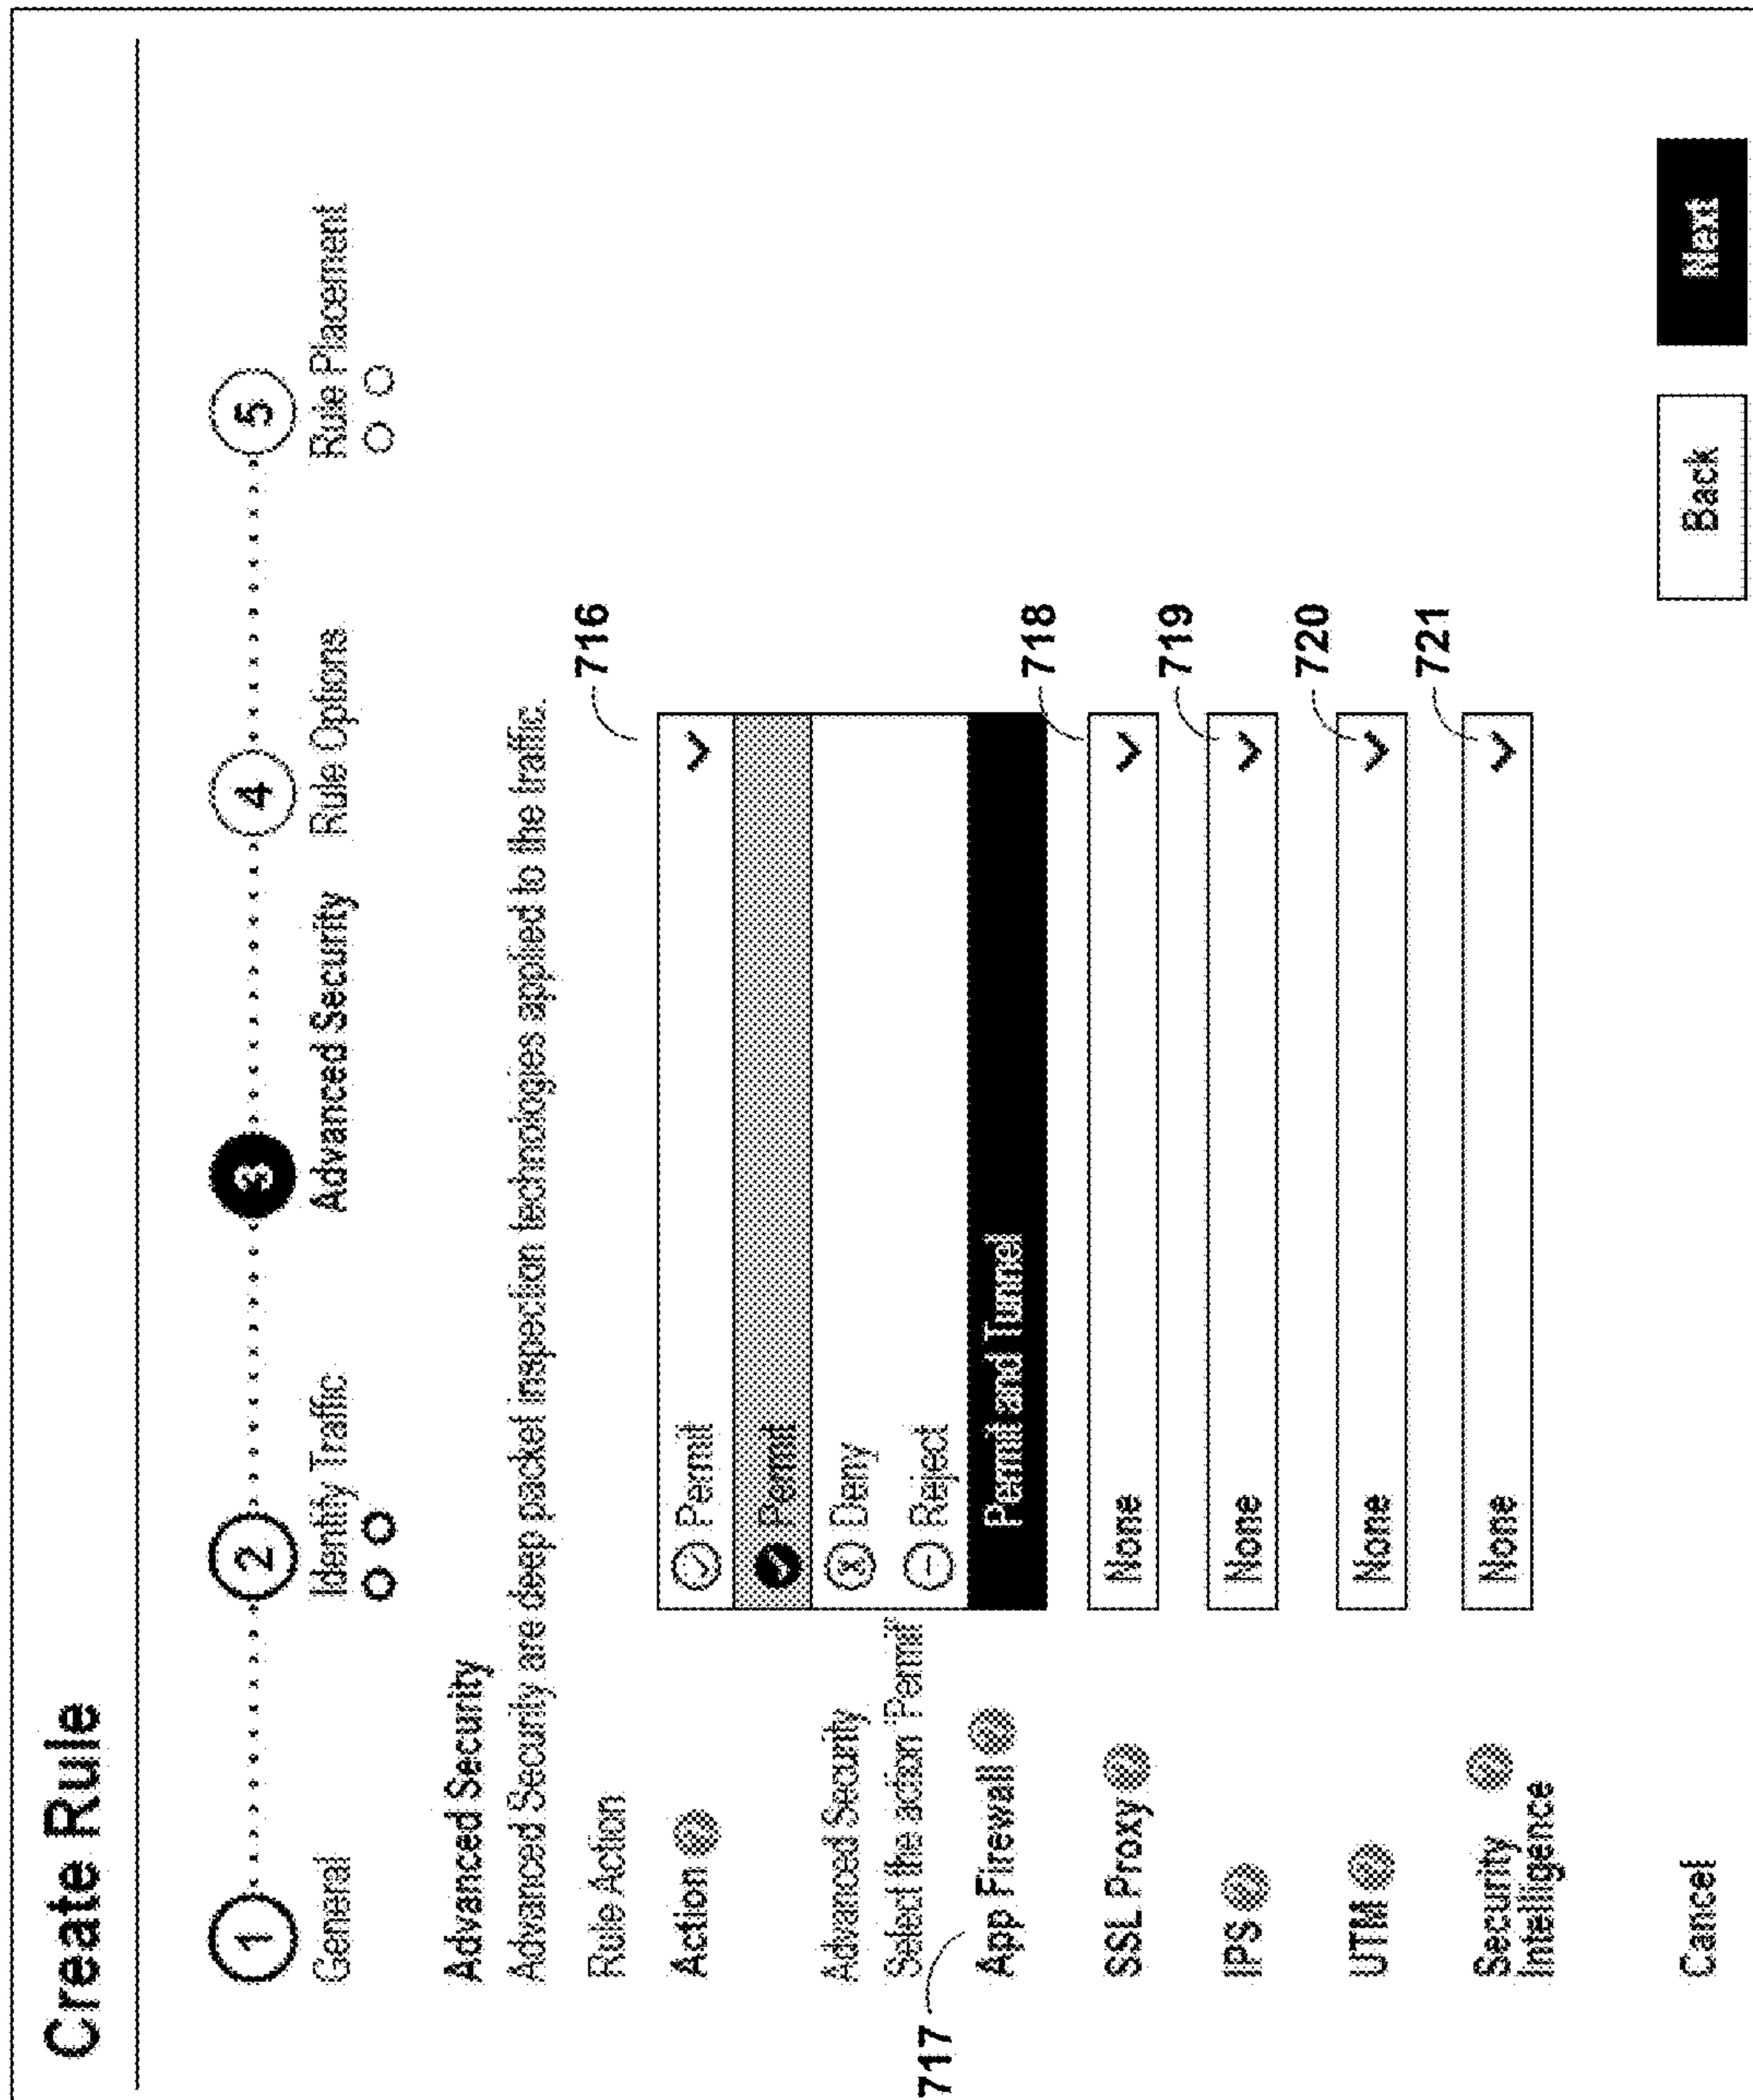 Create Rule
1 2 3 4 5
General Identity Traffic Advanced Security Rule Options Rule Placement
Advanced Security
Advanced Security are deep packet inspection technologies applied to the traffic.
Rule Action
716
Action Permit
Permit
Advanced Security Deny
Select the action "Permit" Reject
717
App Firewall Permit and Tunnel
718
SSL Proxy None
719
IPS None
720
UTM None
721
Security None
Intelligence
Cancel Back Next